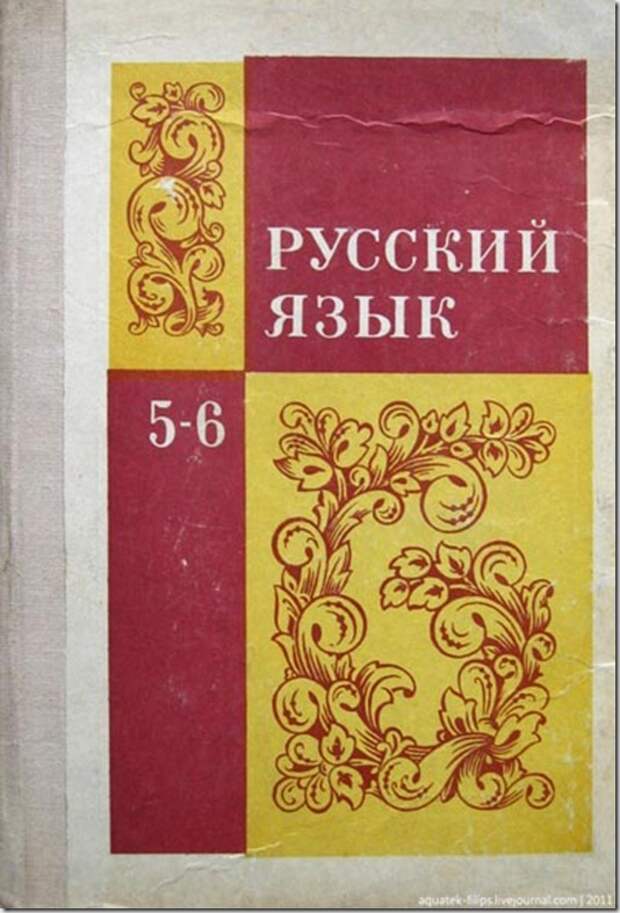 РУССКИЙ
ЯЗЫК
5-6
aquatek-filips.livejournal.com | 2011